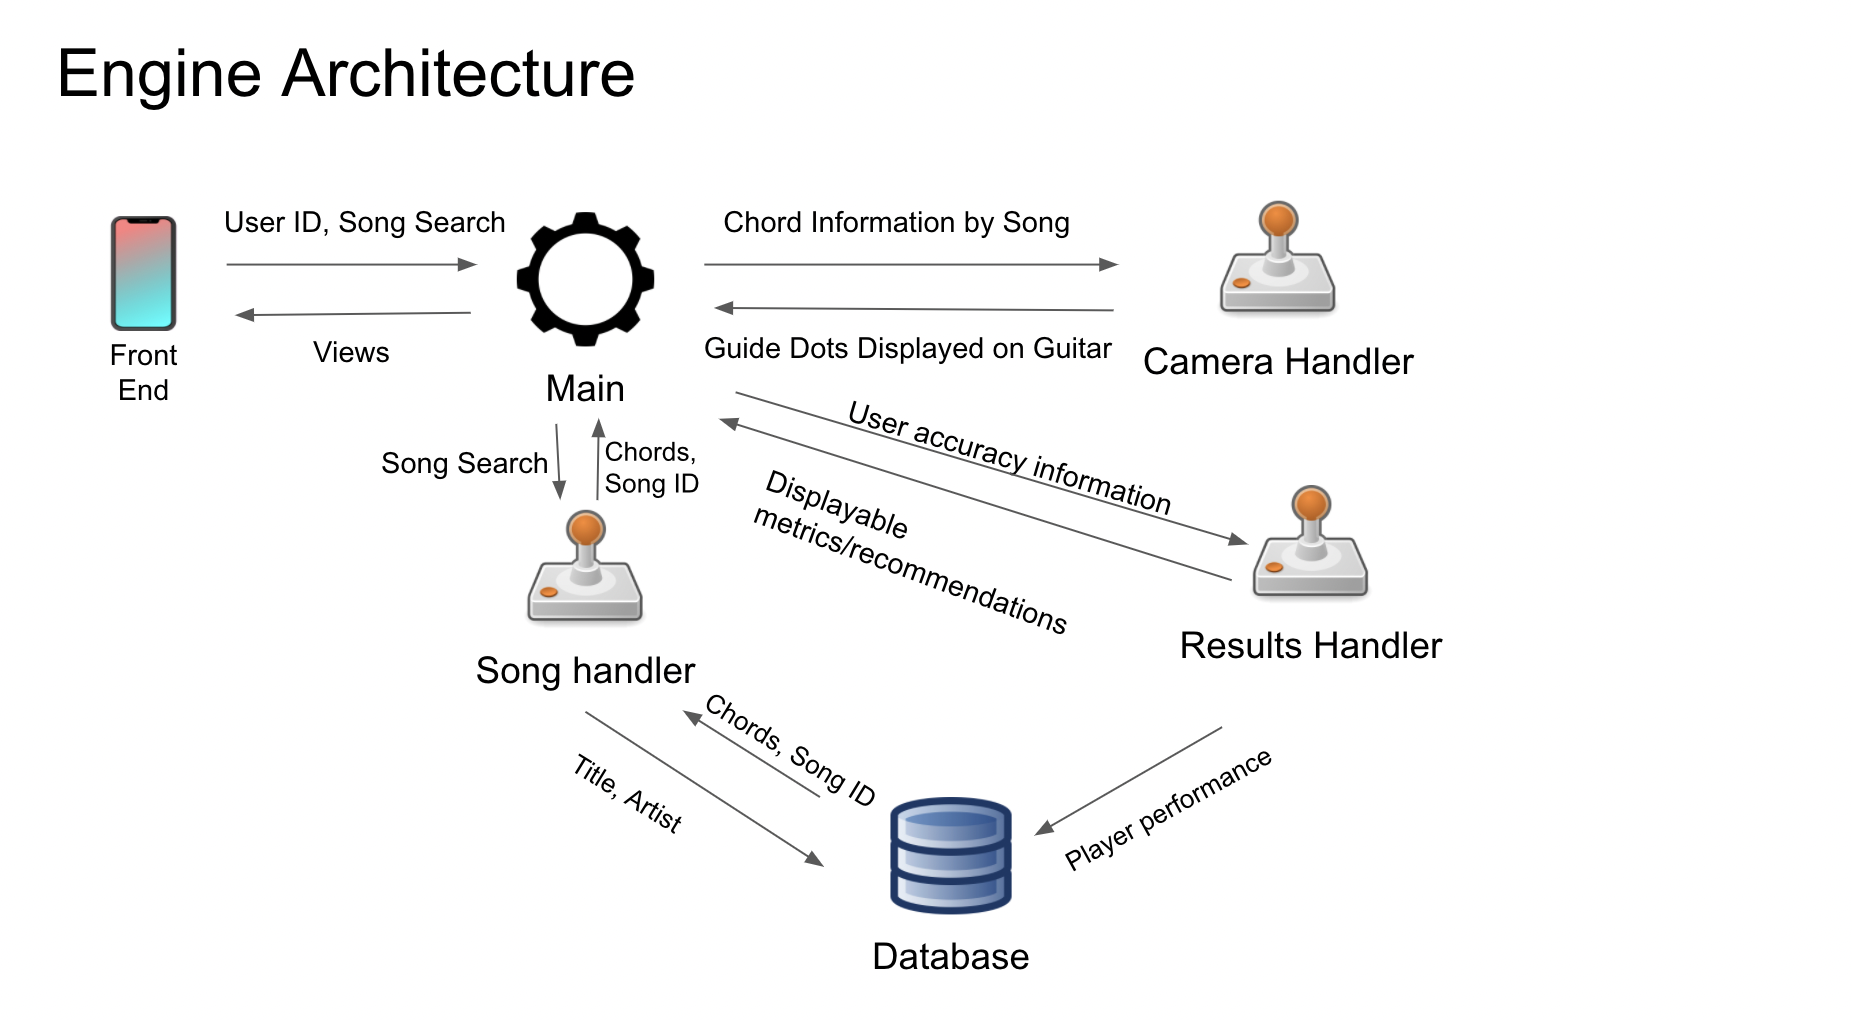 Engine Architecture
User ID, Song Search
Chord Information by Song
Views
Guide Dots Displayed on Guitar
Front
End
Main
Camera Handler
User accuracy information
Song Search
Chords,
Song ID
Displayable
metrics/recommendations
Song handler
Results Handler
Chords, Song ID
Title, Artist
Player performance
Database